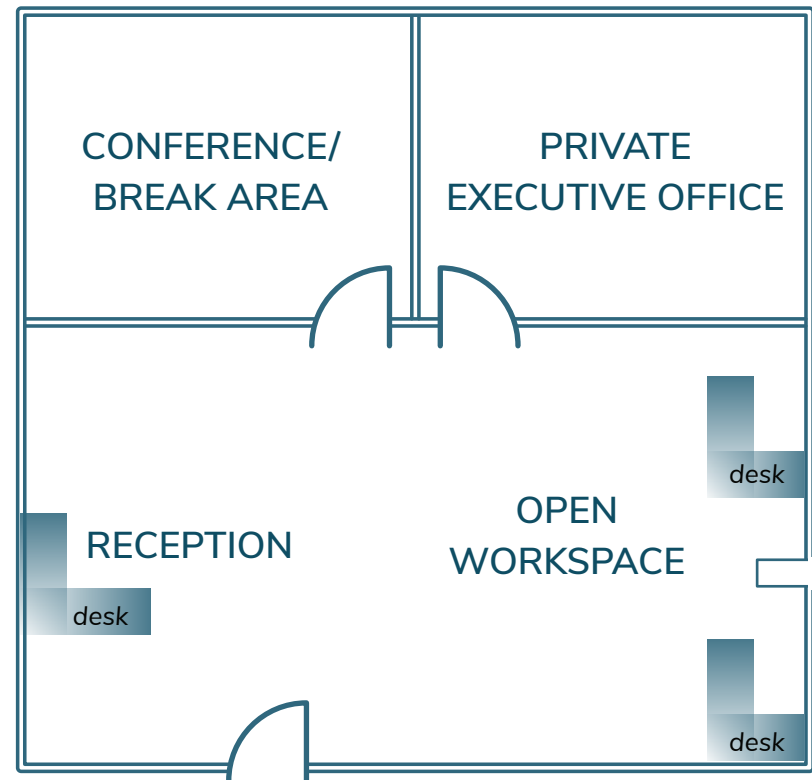 CONFERENCE/
BREAK AREA
PRIVATE
EXECUTIVE OFFICE
desk
OPEN
WORKSPACE
RECEPTION
desk
desk